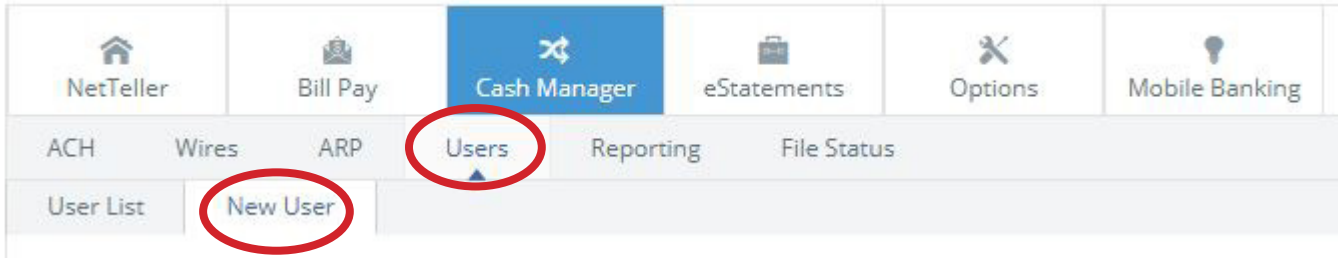 NetTeller Bill Pay Cash Manager eStatements Options Mobile Banking
ACH Wires ARP Users Reporting File Status
User List New User